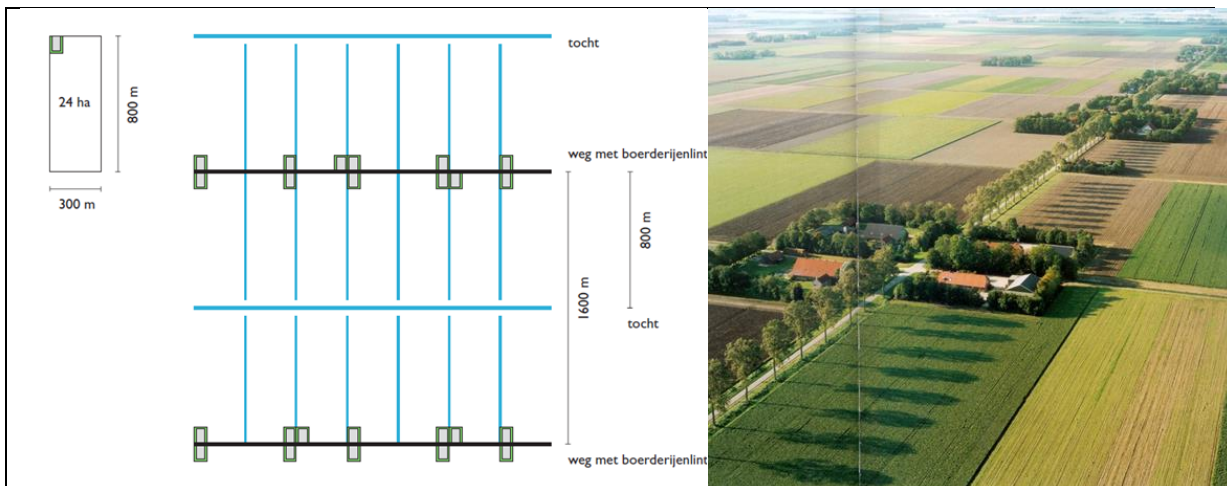 24 ha
800 m
300 m
tocht
weg met boerderijenlint
800 m
1600 m
tocht
weg met boerderijenlint